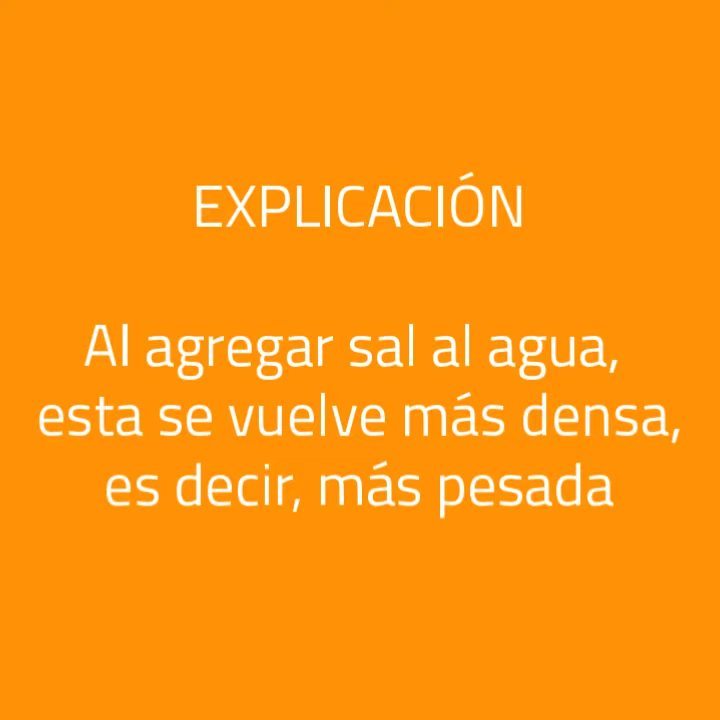 EXPLICACIÓN
Al agregar sal al agua,
esta se vuelve más densa,
es decir, más pesada